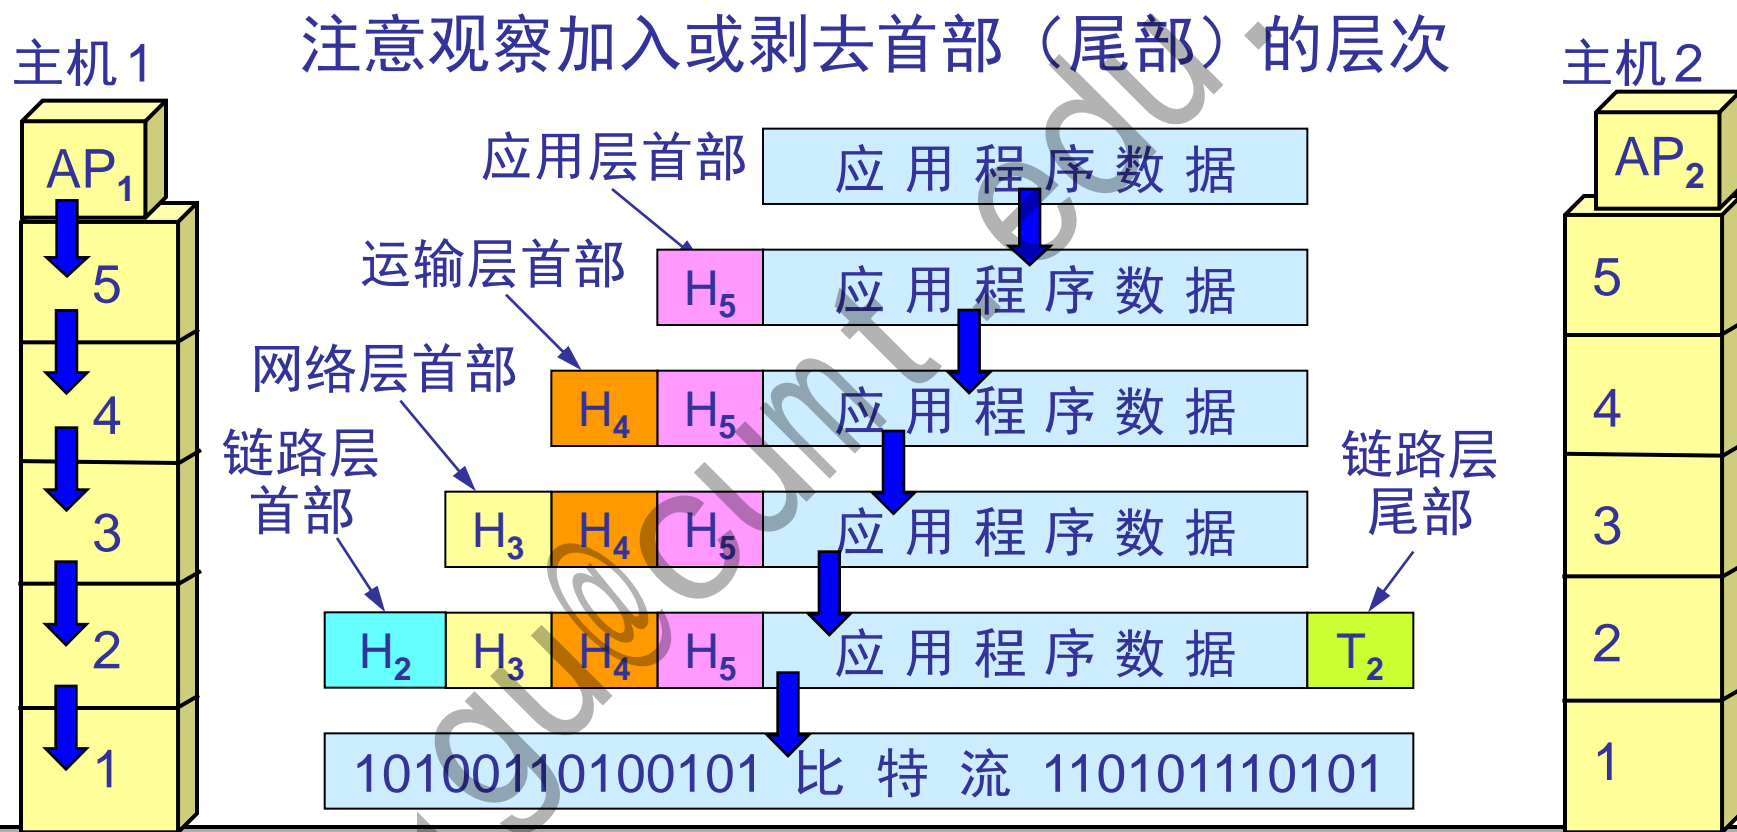 注意观察加入或剥去首部（尾部）的层次
主机 1
主机 2
AP1
AP2
应用层首部
应用程序数据
5
运输层首部
H5 应用程序数据
5
4
网络层首部
H4 H5 应用程序数据
4
链路层
首部
链路层
尾部
3
H3 H4 H5 应用程序数据
3
2
H2 H3 H4 H5 应用程序数据 T2
2
1
10100110100101 比特流 110101110101
1
gu@cumt.edu.